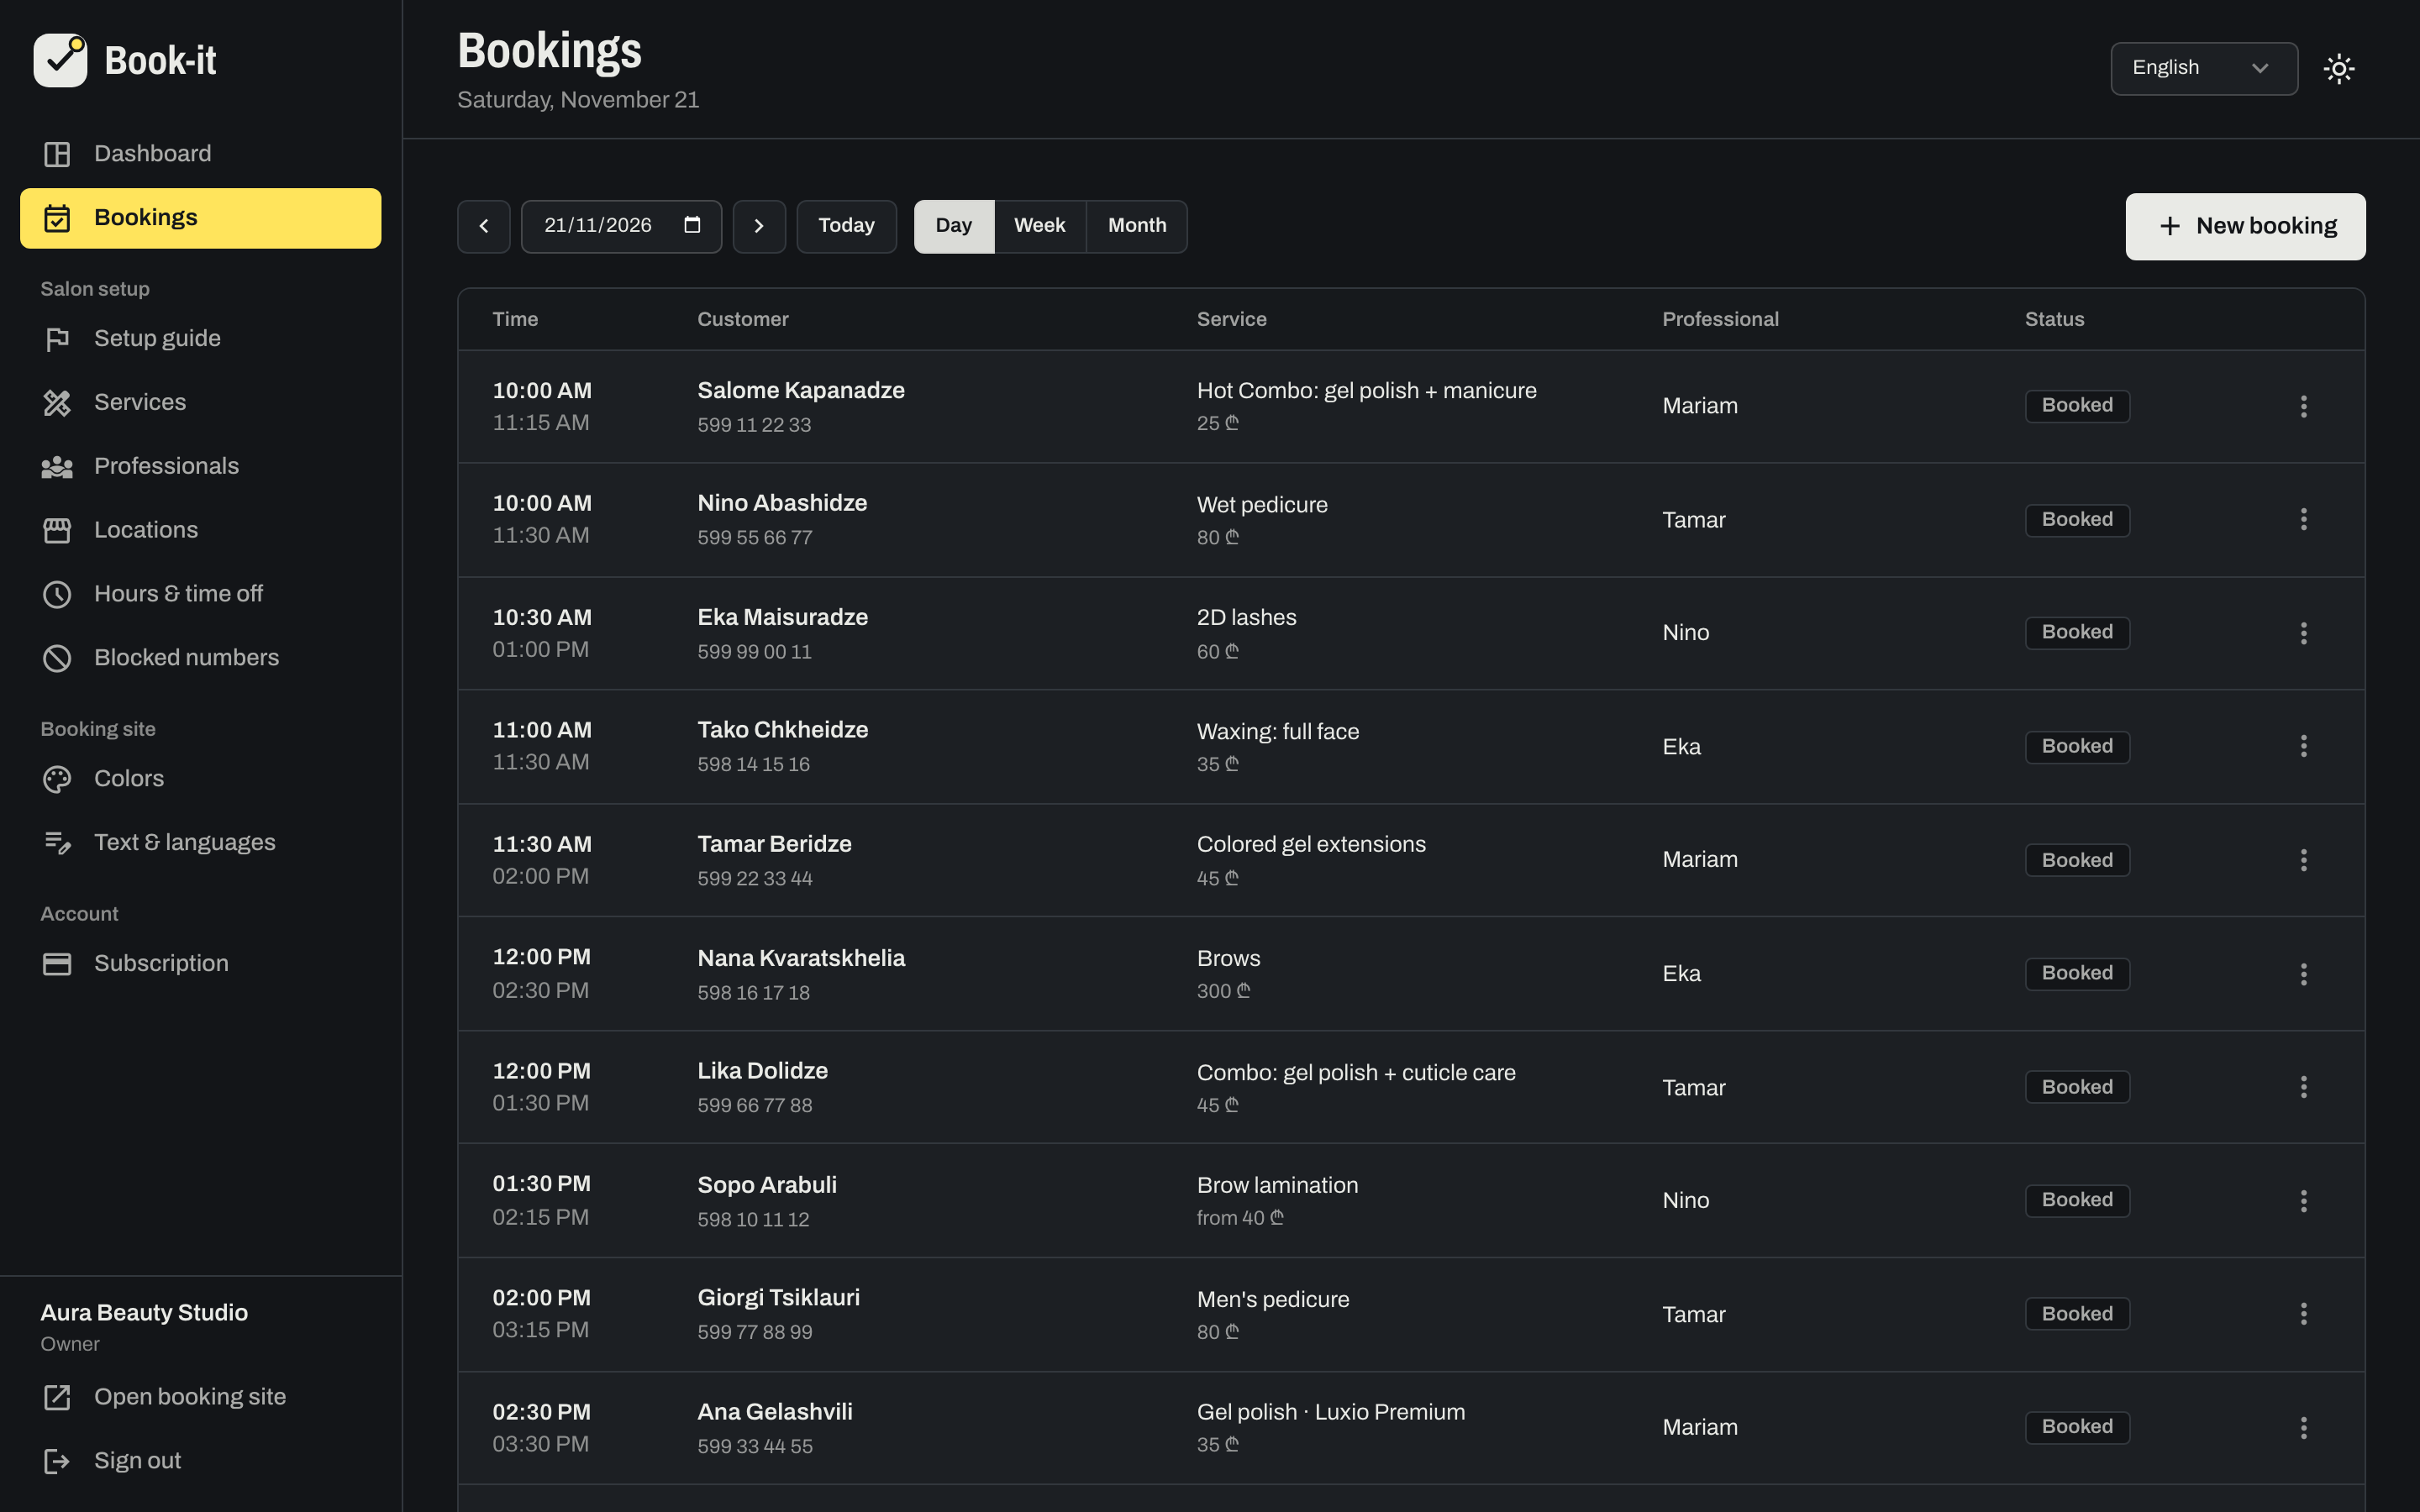 Book-it
Dashboard
Bookings
Salon setup
Setup guide
Services
Professionals
Locations
Hours & time off
Blocked numbers
Booking site
Colors
Text & languages
Account
Subscription
Aura Beauty Studio
Owner
Open booking site
Sign out
Bookings
Saturday, November 21
English
21/11/2026
Today
Day
Week
Month
New booking
Time Customer Service Professional Status
10:00 AM Salome Kapanadze Hot Combo: gel polish + manicure Mariam Booked
11:15 AM 599 11 22 33 25 ₾
10:00 AM Nino Abashidze Wet pedicure Tamar Booked
11:30 AM 599 55 66 77 80 ₾
10:30 AM Eka Maisuradze 2D lashes Nino Booked
01:00 PM 599 99 00 11 60 ₾
11:00 AM Tako Chkheidze Waxing: full face Eka Booked
11:30 AM 598 14 15 16 35 ₾
11:30 AM Tamar Beridze Colored gel extensions Mariam Booked
02:00 PM 599 22 33 44 45 ₾
12:00 PM Nana Kvaratskhelia Brows Eka Booked
02:30 PM 598 16 17 18 300 ₾
12:00 PM Lika Dolidze Combo: gel polish + cuticle care Tamar Booked
01:30 PM 599 66 77 88 45 ₾
01:30 PM Sopo Arabuli Brow lamination Nino Booked
02:15 PM 598 10 11 12 from 40 ₾
02:00 PM Giorgi Tsiklauri Men's pedicure Tamar Booked
03:15 PM 599 77 88 99 80 ₾
02:30 PM Ana Gelashvili Gel polish · Luxio Premium Mariam Booked
03:30 PM 599 33 44 55 35 ₾